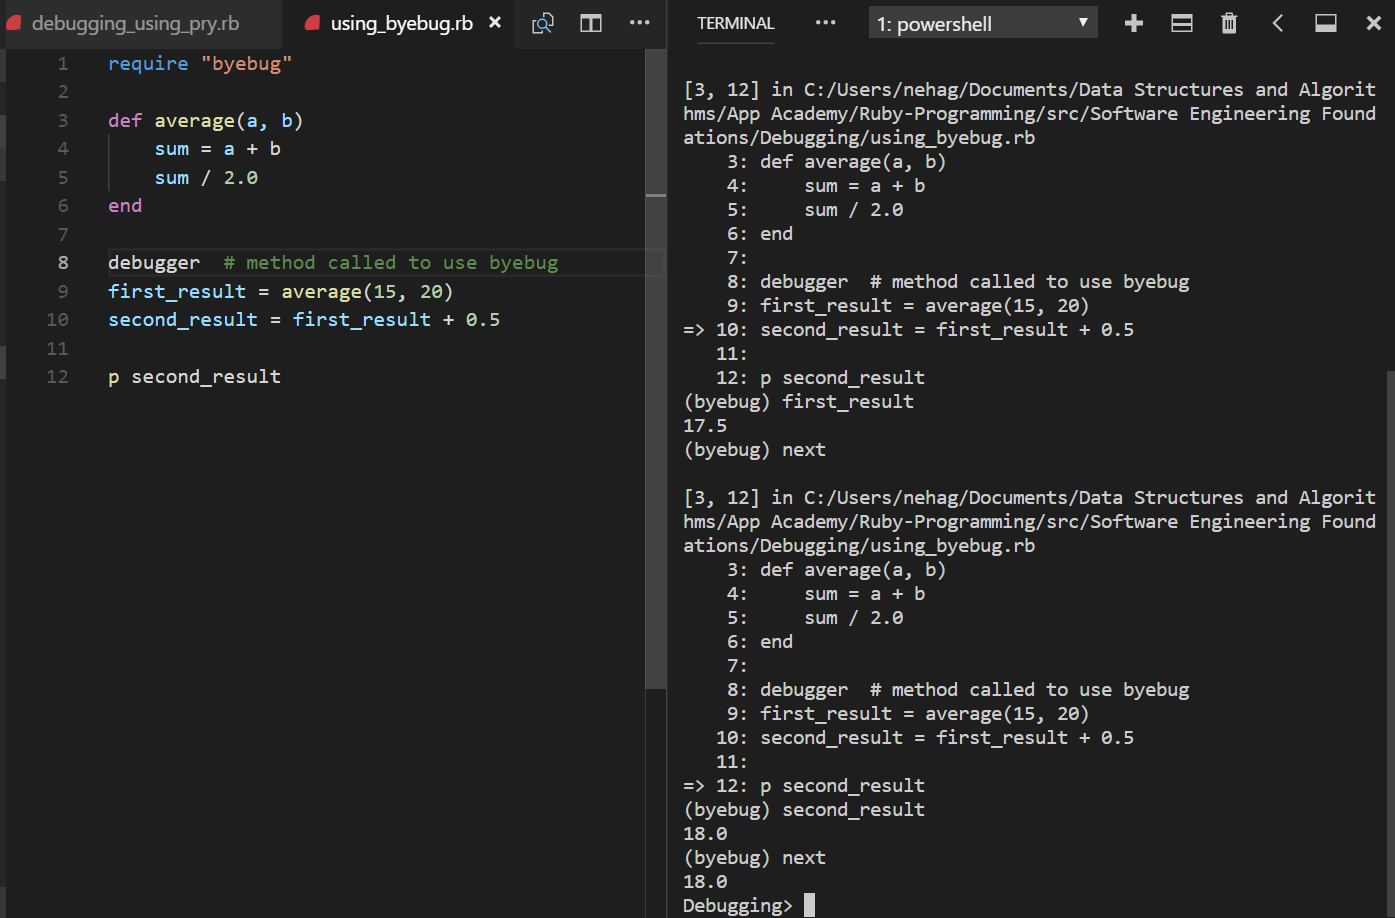 debugging_using_pry.rb
using_byebug.rb ×
1 require "byebug"
2
3 def average(a, b)
4     sum = a + b
5     sum / 2.0
6 end
7
8 debugger  # method called to use byebug
9 first_result = average(15, 20)
10 second_result = first_result + 0.5
11
12 p second_result
TERMINAL
1: powershell
[3, 12] in C:/Users/nehag/Documents/Data Structures and Algorit
hms/App Academy/Ruby-Programming/src/Software Engineering Found
ations/Debugging/using_byebug.rb
    3: def average(a, b)
    4:     sum = a + b
    5:     sum / 2.0
    6: end
    7:
    8: debugger  # method called to use byebug
    9: first_result = average(15, 20)
=> 10: second_result = first_result + 0.5
   11:
   12: p second_result
(byebug) first_result
17.5
(byebug) next
[3, 12] in C:/Users/nehag/Documents/Data Structures and Algorit
hms/App Academy/Ruby-Programming/src/Software Engineering Found
ations/Debugging/using_byebug.rb
    3: def average(a, b)
    4:     sum = a + b
    5:     sum / 2.0
    6: end
    7:
    8: debugger  # method called to use byebug
    9: first_result = average(15, 20)
   10: second_result = first_result + 0.5
   11:
=> 12: p second_result
(byebug) second_result
18.0
(byebug) next
18.0
Debugging>